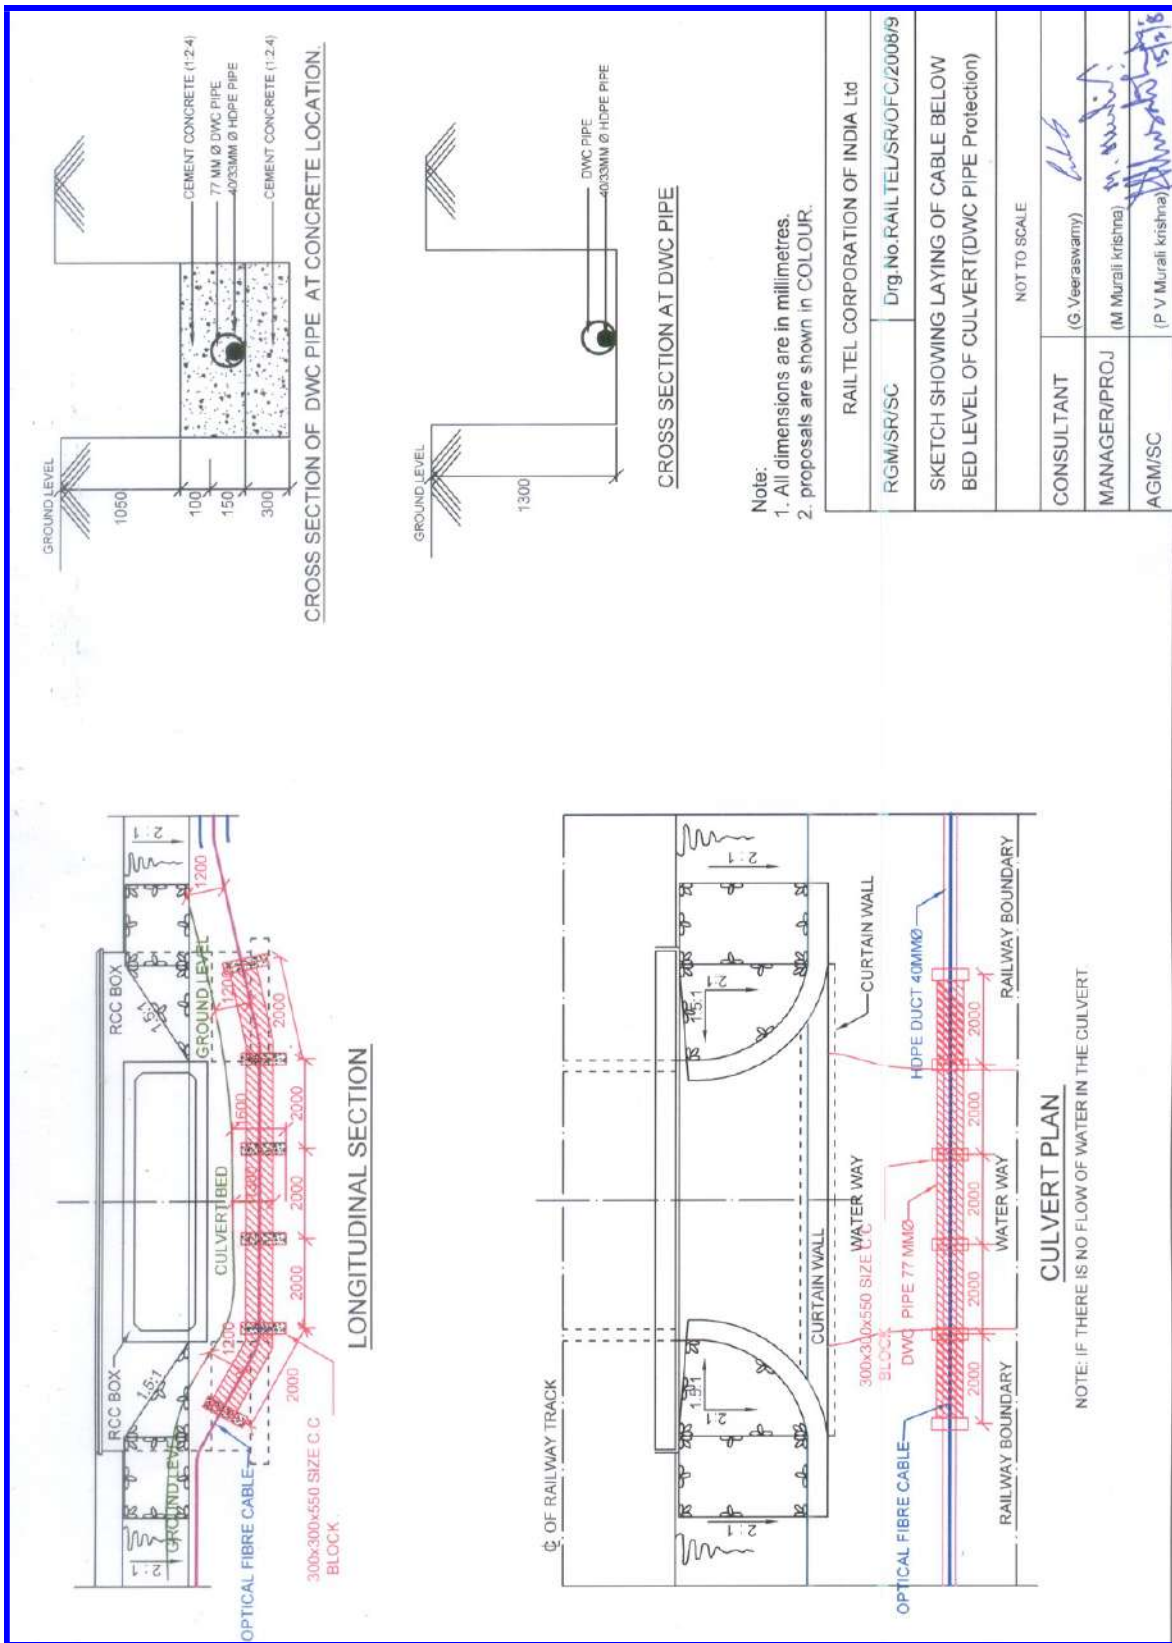 GROUND LEVEL
1050
100
150
300
CEMENT CONCRETE (1:2.4)
77 MM Ø DWC PIPE
40/33MM Ø HDPE PIPE
CEMENT CONCRETE (1:2.4)
CROSS SECTION OF DWC PIPE AT CONCRETE LOCATION.
GROUND LEVEL
1300
DWC PIPE
40/33MM Ø HDPE PIPE
CROSS SECTION AT DWC PIPE
Note:
1. All dimensions are in millimetres.
2. proposals are shown in COLOUR.
RAILTEL CORPORATION OF INDIA Ltd
RGM/SR/SC
Drg.No.RAILTEL/SR/OFC/2008/9
SKETCH SHOWING LAYING OF CABLE BELOW
BED LEVEL OF CULVERT(DWC PIPE Protection)
NOT TO SCALE
CONSULTANT
(G.Veeraswamy)
MANAGER/PROJ
(M Murali krishna)
AGM/SC
(P V Murali krishna)
2:1
RCC BOX
RCC BOX
1.5:1
1.5:1
2:1
GROUND LEVEL
GROUND LEVEL
CULVERT BED
1200
1600
1200
1200
2000
2000
2000
2000
2000
OPTICAL FIBRE CABLE
300x300x550 SIZE C.C
BLOCK.
LONGITUDINAL SECTION
℄ OF RAILWAY TRACK
2:1
1.5:1
2:1
1.5:1
2:1
2:1
CURTAIN WALL
CURTAIN WALL
WATER WAY
300x300x550 SIZE C.C
BLOCK
DWC PIPE 77 MMØ
HDPE DUCT 40MMØ
OPTICAL FIBRE CABLE
2000
2000
2000
2000
2000
RAILWAY BOUNDARY
WATER WAY
RAILWAY BOUNDARY
CULVERT PLAN
NOTE: IF THERE IS NO FLOW OF WATER IN THE CULVERT.